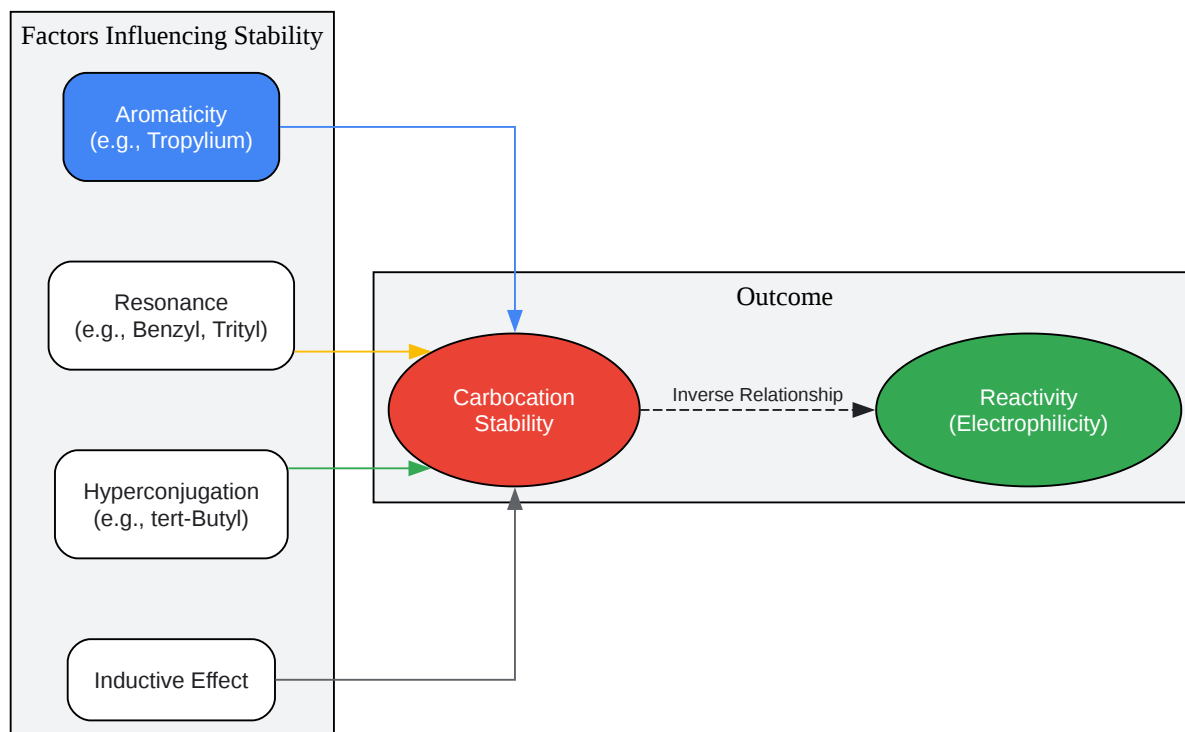 Factors Influencing Stability
Aromaticity
(e.g., Tropylium)
Resonance
(e.g., Benzyl, Trityl)
Hyperconjugation
(e.g., tert-Butyl)
Inductive Effect
Outcome
Carbocation
Stability
Inverse Relationship
Reactivity
(Electrophilicity)